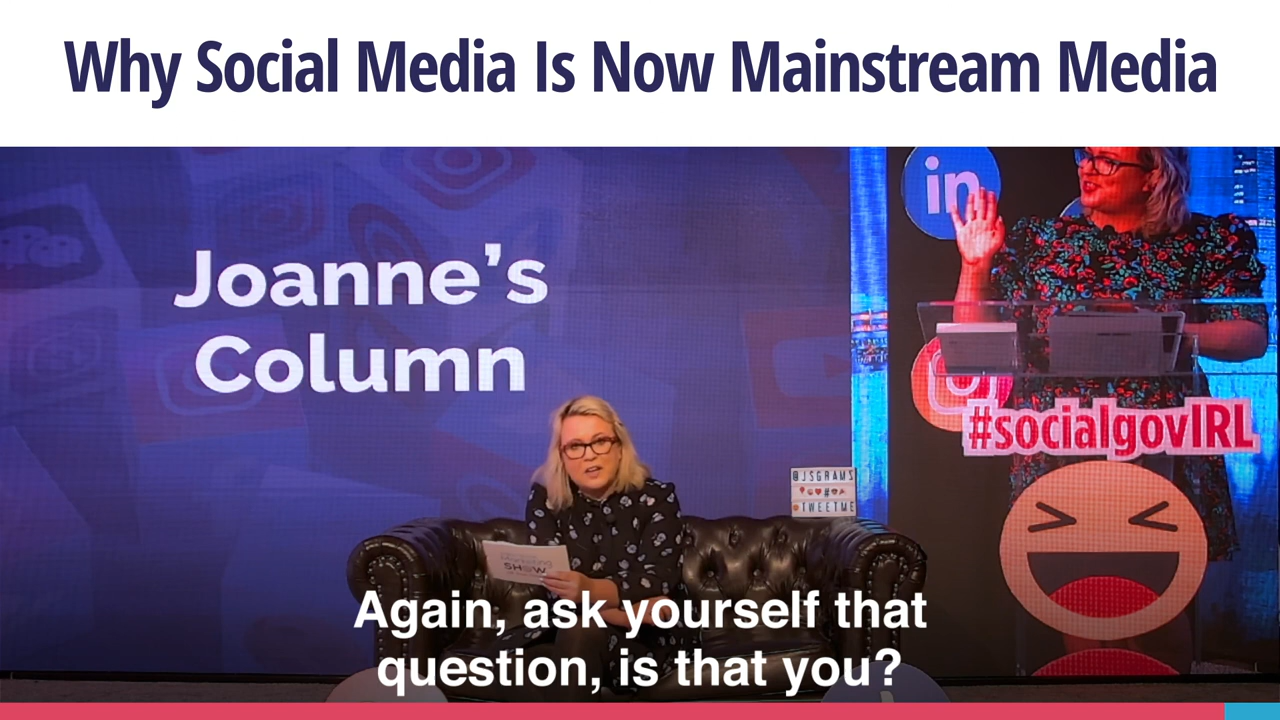 Why Social Media Is Now Mainstream Media
Joanne's
Column
in
#socialgovIRL
@JSGRAMS
TWEETME
SHOW
Again, ask yourself that
question, is that you?